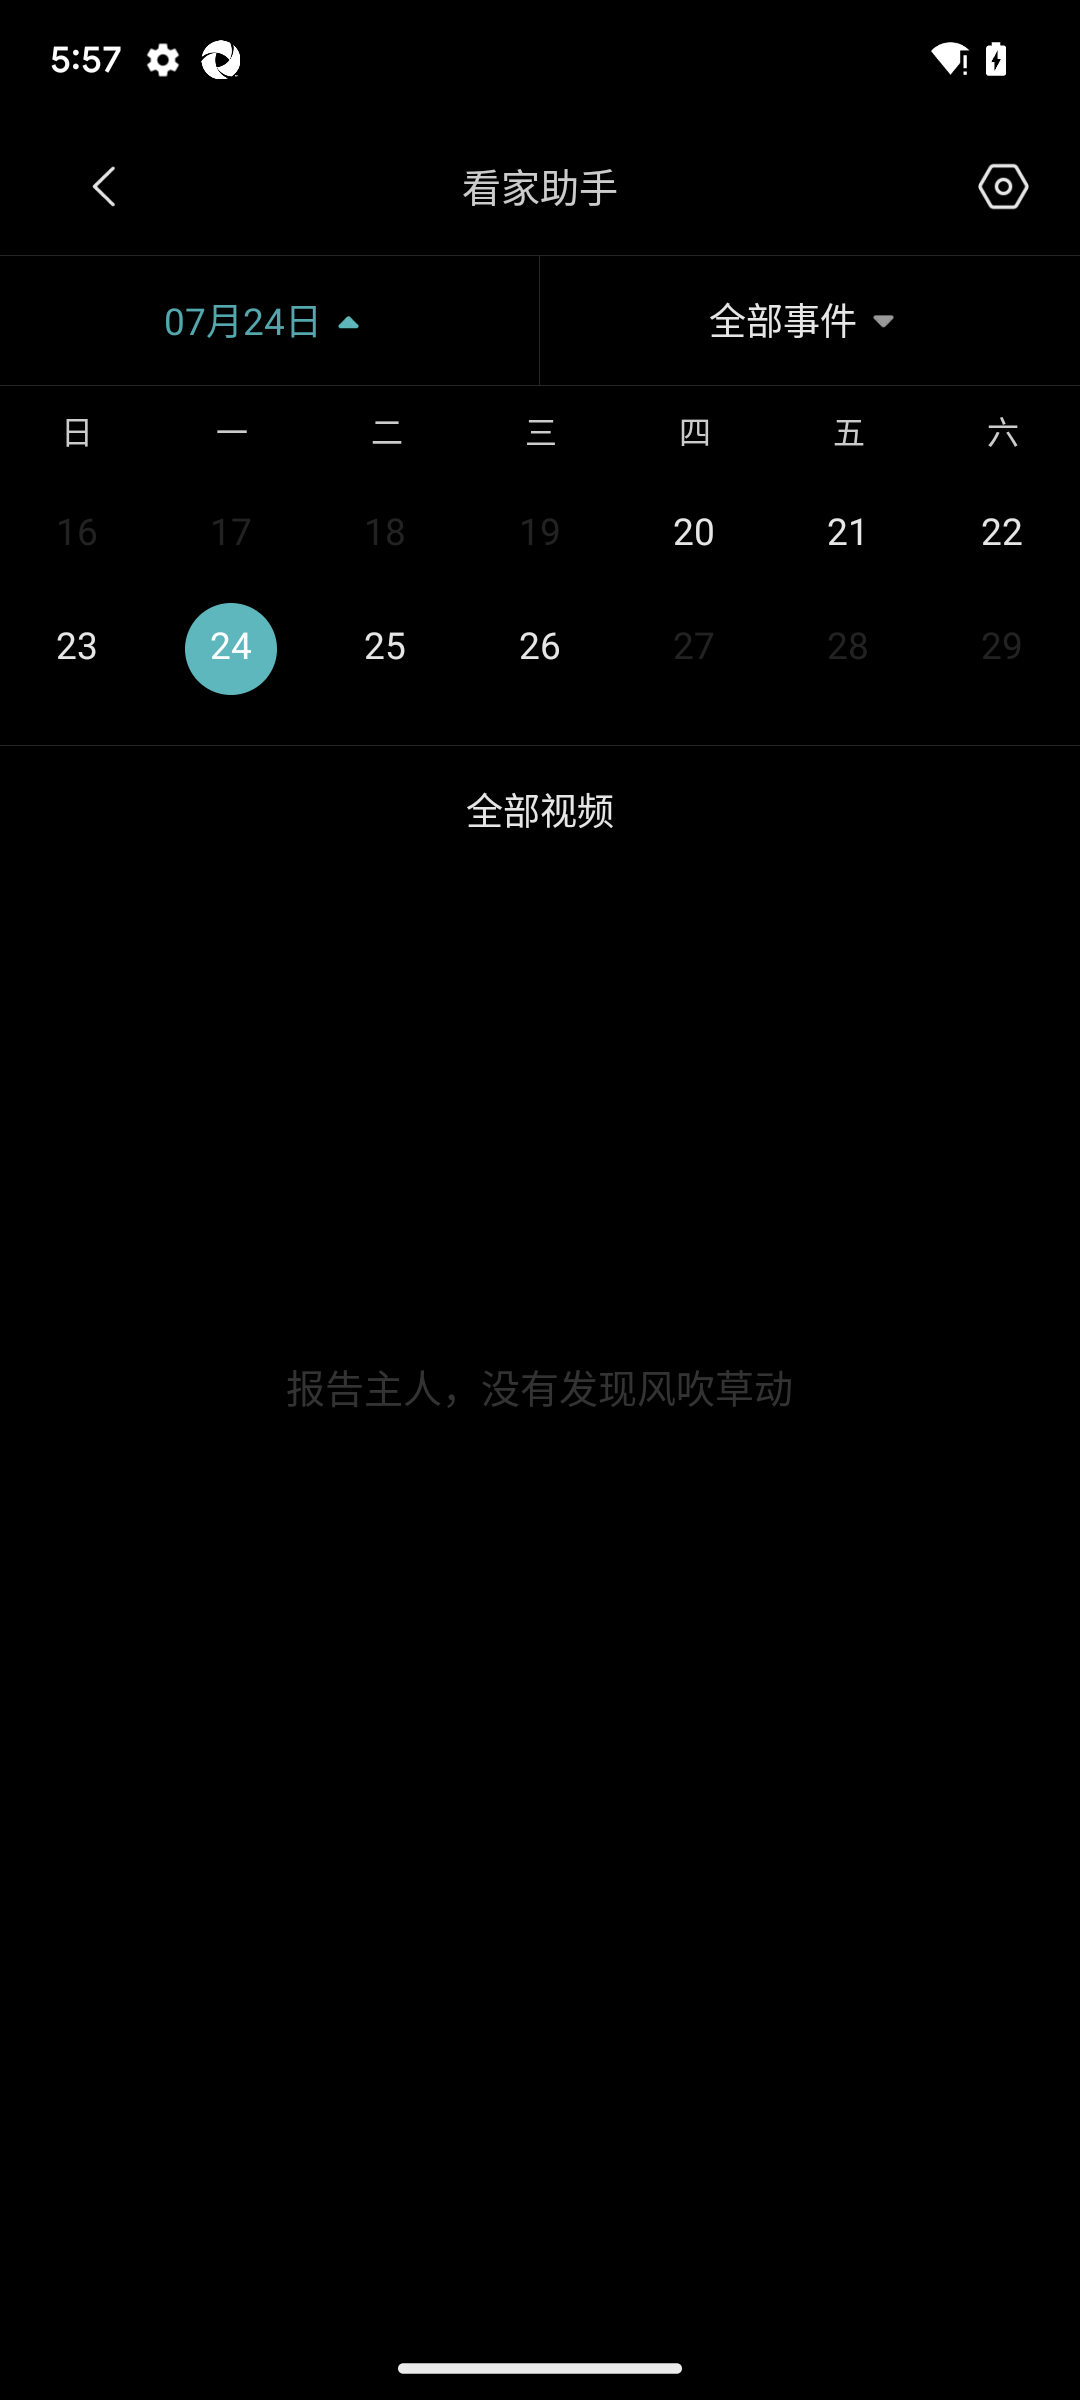 5:57
看家助手
07月24日
全部事件
日 一 二 三 四 五 六
16 17 18 19 20 21 22
23 24 25 26 27 28 29
全部视频
报告主人，没有发现风吹草动